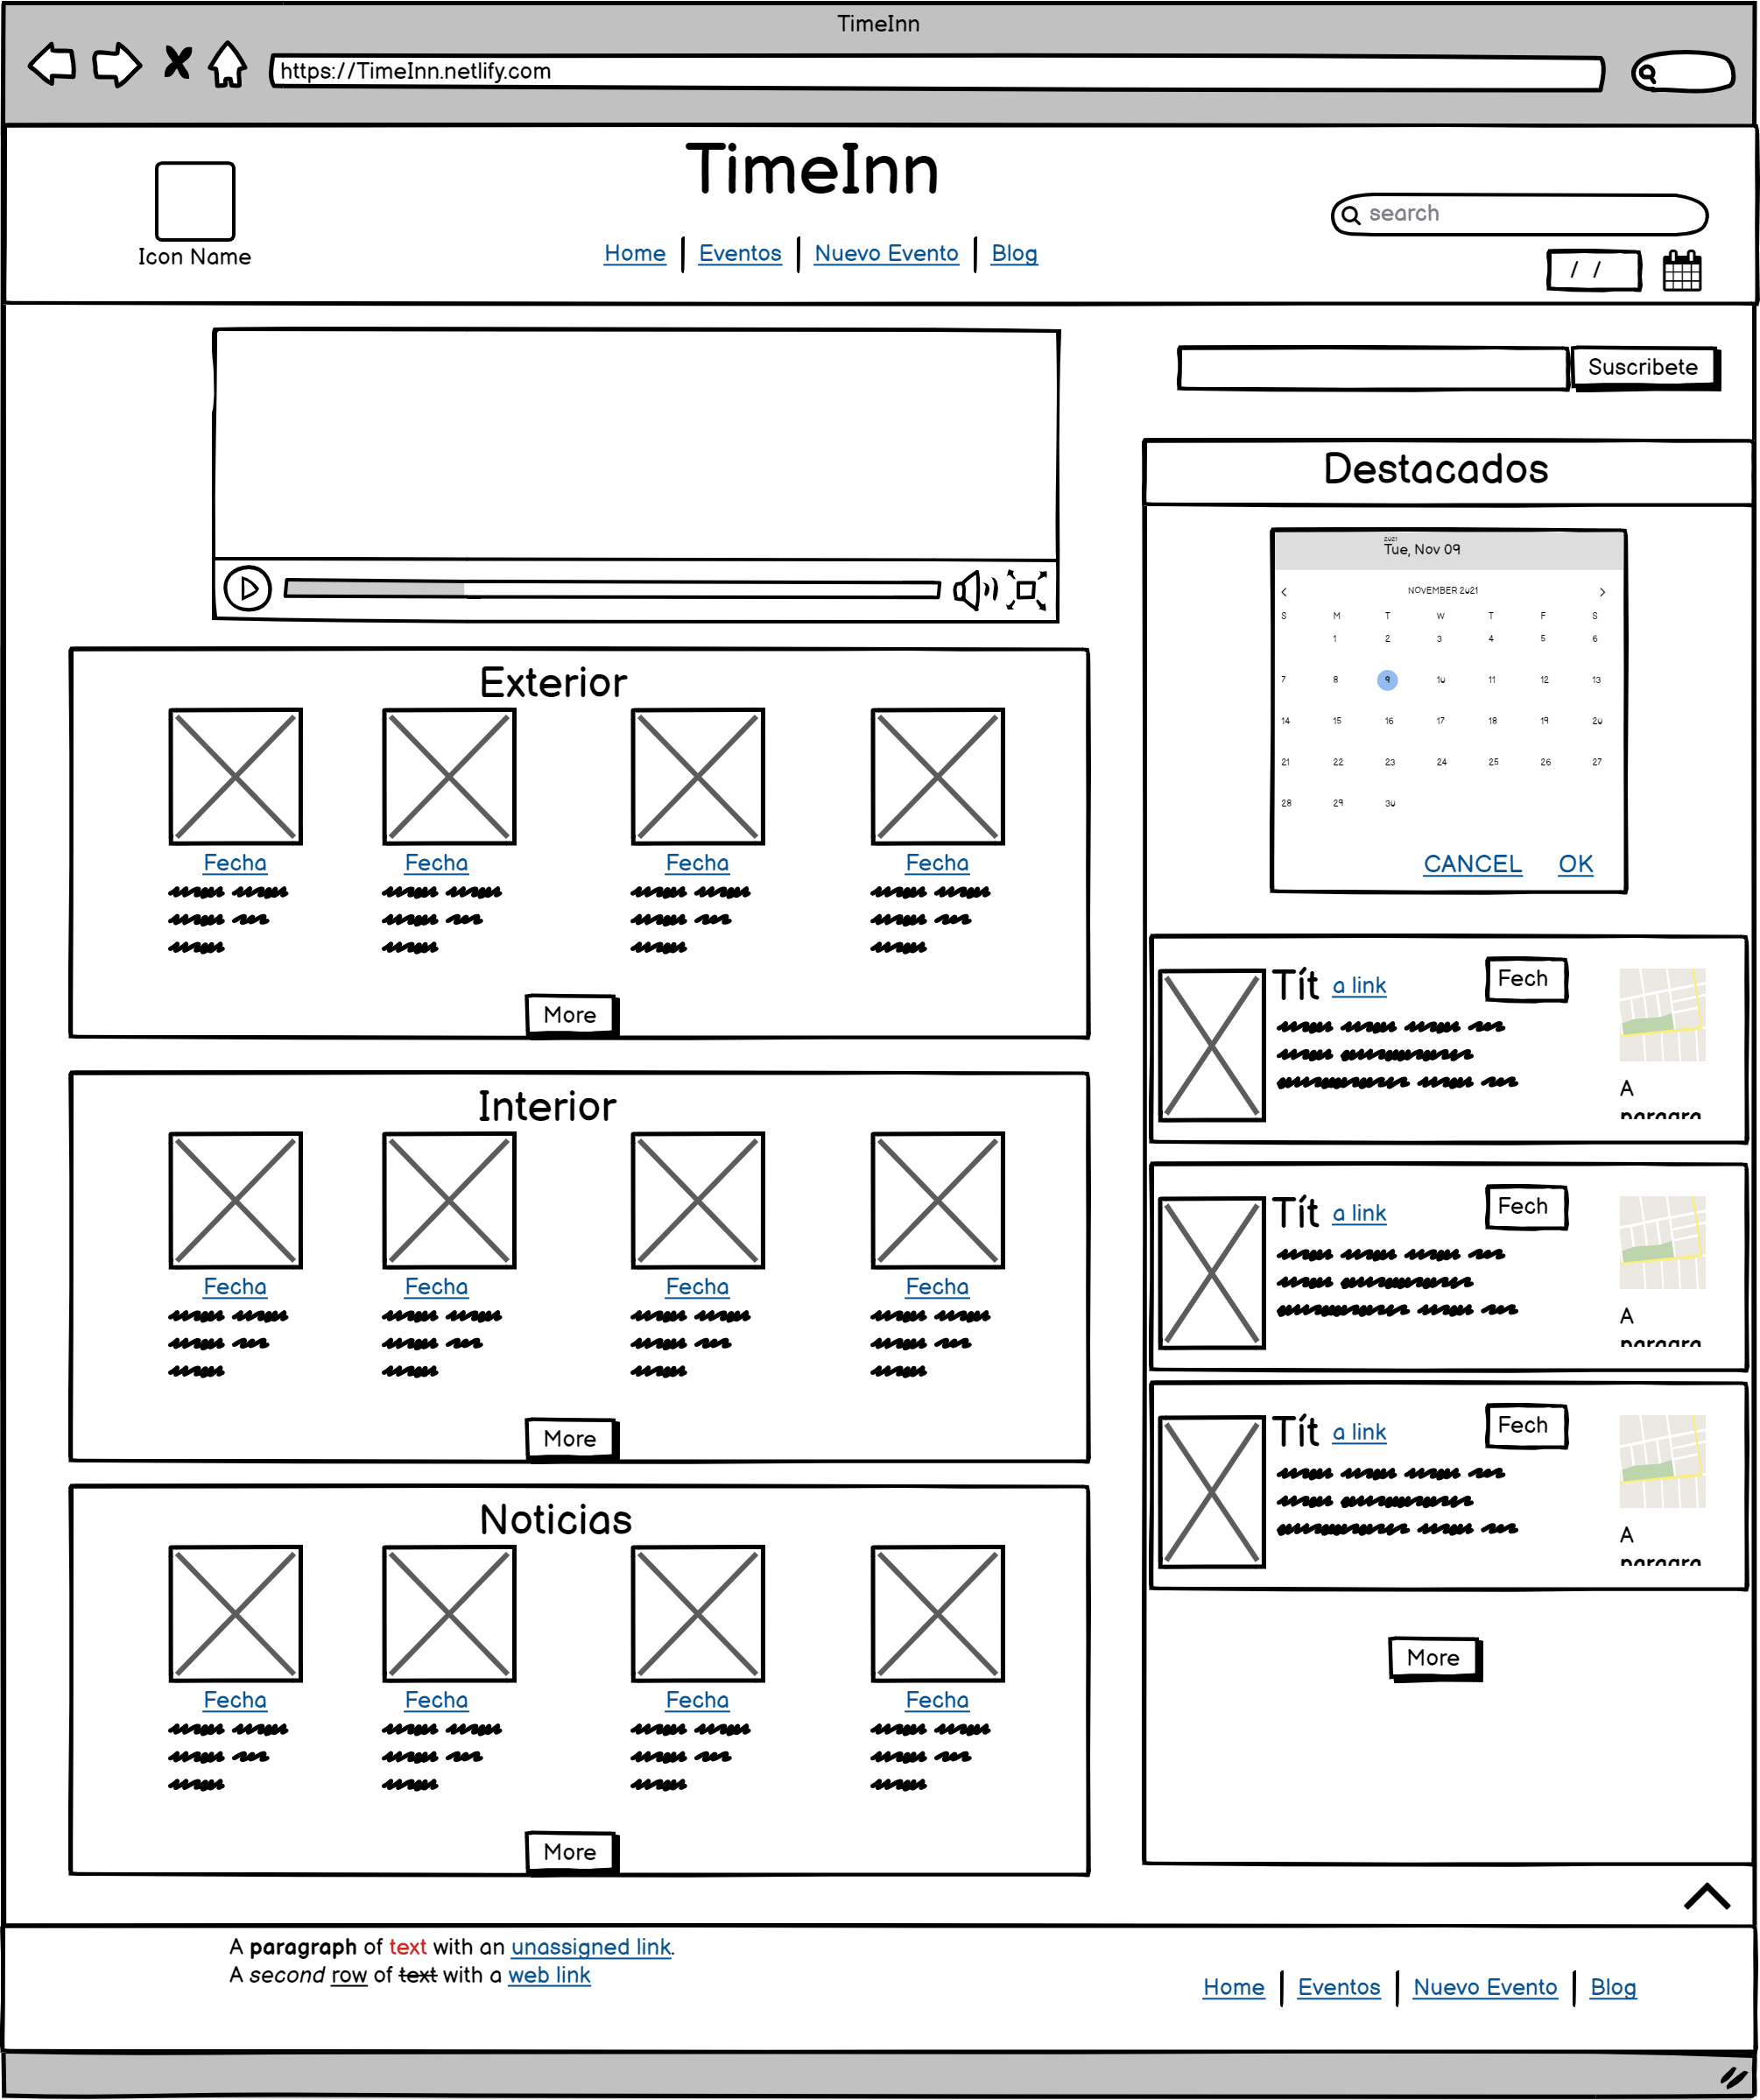 TimeInn
https://TimeInn.netlify.com
TimeInn
Icon Name
Home Eventos Nuevo Evento Blog
search
/ /
Suscribete
Destacados
2021
Tue, Nov 09
NOVEMBER 2021
S M T W T F S
1 2 3 4 5 6
7 8 9 10 11 12 13
14 15 16 17 18 19 20
21 22 23 24 25 26 27
28 29 30
CANCEL OK
Exterior
Fecha Fecha Fecha Fecha
More
Interior
Fecha Fecha Fecha Fecha
More
Noticias
Fecha Fecha Fecha Fecha
More
Tít a link Fech
A
paragra
Tít a link Fech
A
paragra
Tít a link Fech
A
paragra
More
A paragraph of text with an unassigned link.
A second row of text with a web link
Home Eventos Nuevo Evento Blog